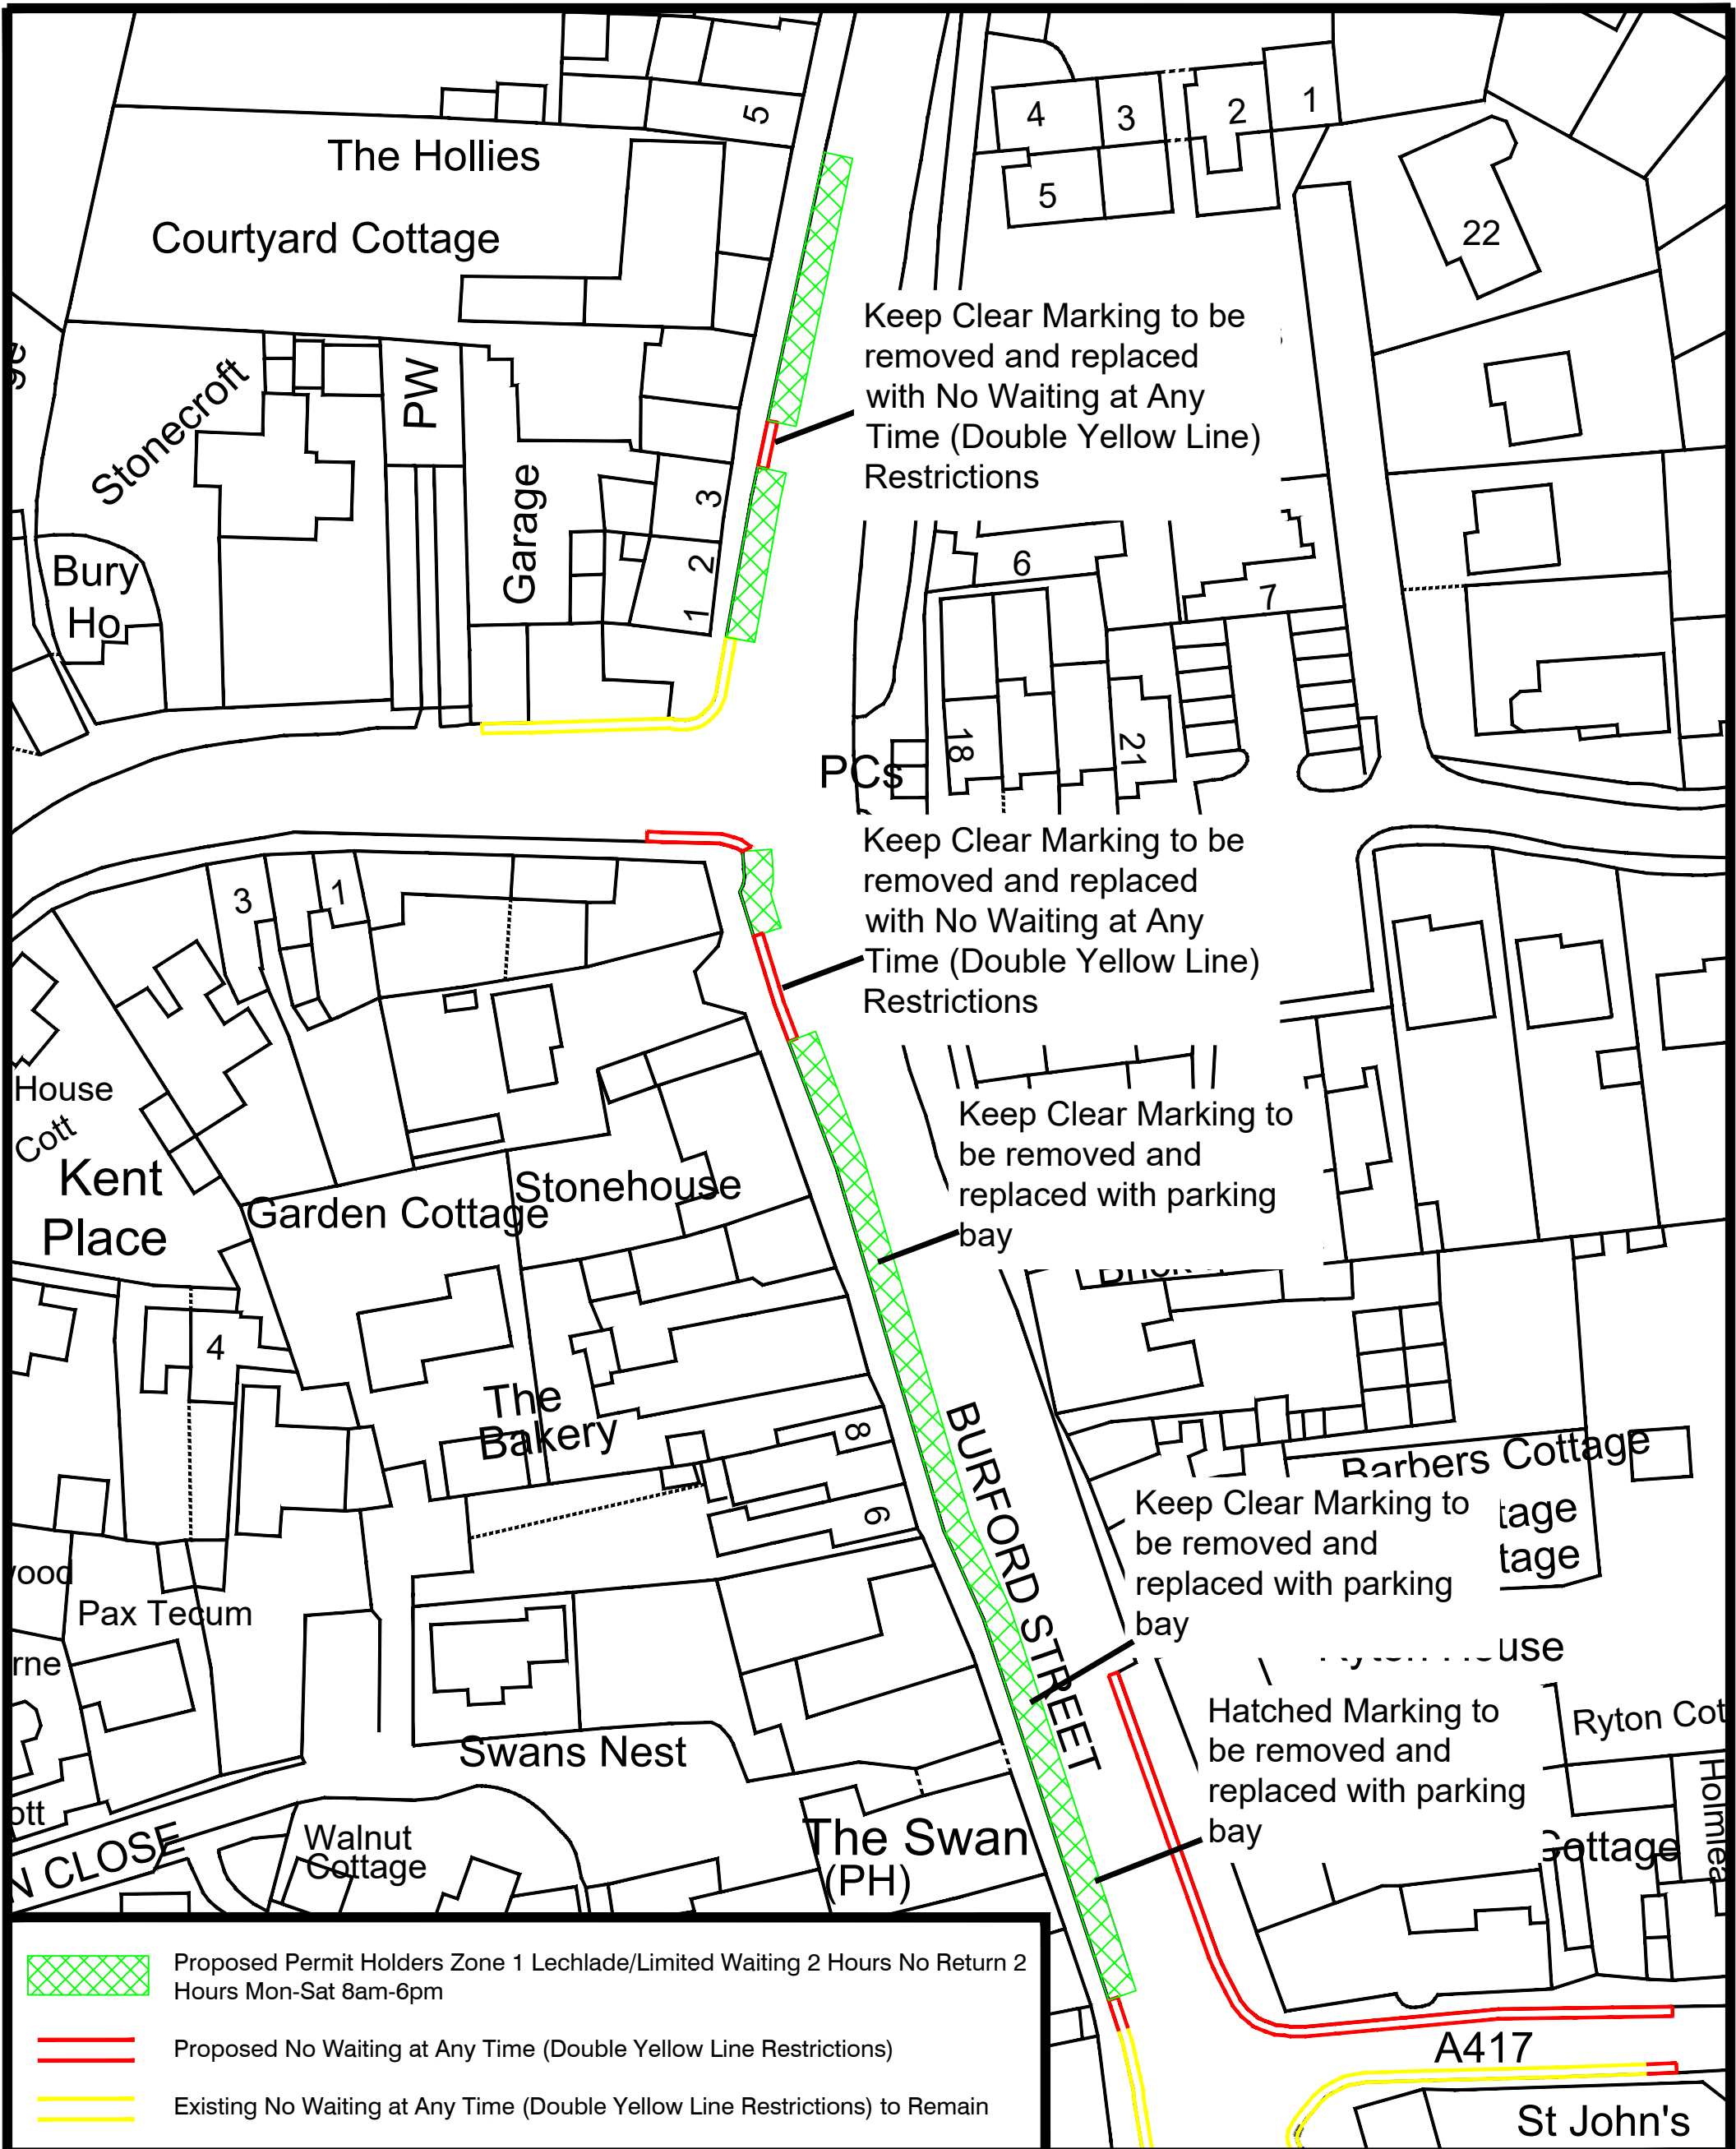 5
4
3
2
1
The Hollies
5
Courtyard Cottage
22
Keep Clear Marking to be
removed and replaced
with No Waiting at Any
Time (Double Yellow Line)
Restrictions
Stonecroft
PW
Garage
3
2
1
Bury
Ho
6
7
18
21
PCs
Keep Clear Marking to be
removed and replaced
with No Waiting at Any
Time (Double Yellow Line)
Restrictions
3
1
House
Cott
Kent
Place
Garden Cottage
Stonehouse
Keep Clear Marking to
be removed and
replaced with parking
bay
4
The
Bakery
8
6
BURFORD STREET
Barbers Cottage
Keep Clear Marking to
be removed and
replaced with parking
bay
tage
tage
Pax Tecum
Hatched Marking to
be removed and
replaced with parking
bay
Ryton Cot
Holmlea
Swans Nest
Walnut
Cottage
The Swan
(PH)
N CLOSE
Cottage
A417
St John's
Proposed Permit Holders Zone 1 Lechlade/Limited Waiting 2 Hours No Return 2
Hours Mon-Sat 8am-6pm
Proposed No Waiting at Any Time (Double Yellow Line Restrictions)
Existing No Waiting at Any Time (Double Yellow Line Restrictions) to Remain